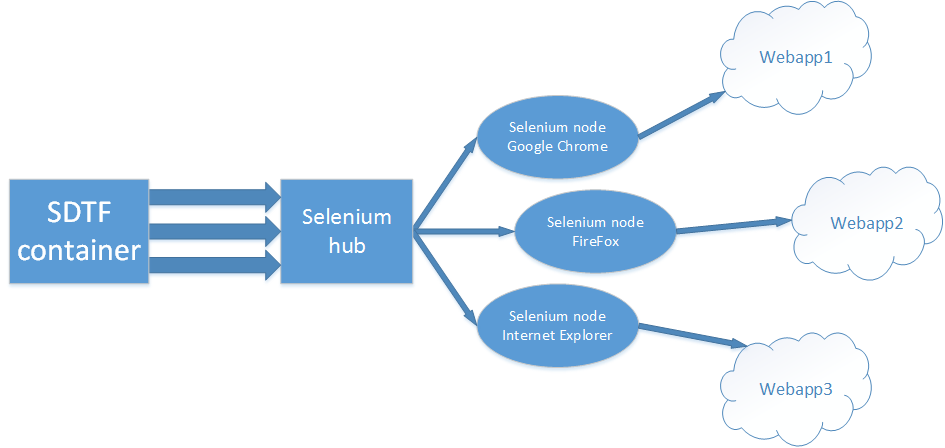 SDTF
container
Selenium
hub
Selenium node
Google Chrome
Selenium node
FireFox
Selenium node
Internet Explorer
Webapp1
Webapp2
Webapp3